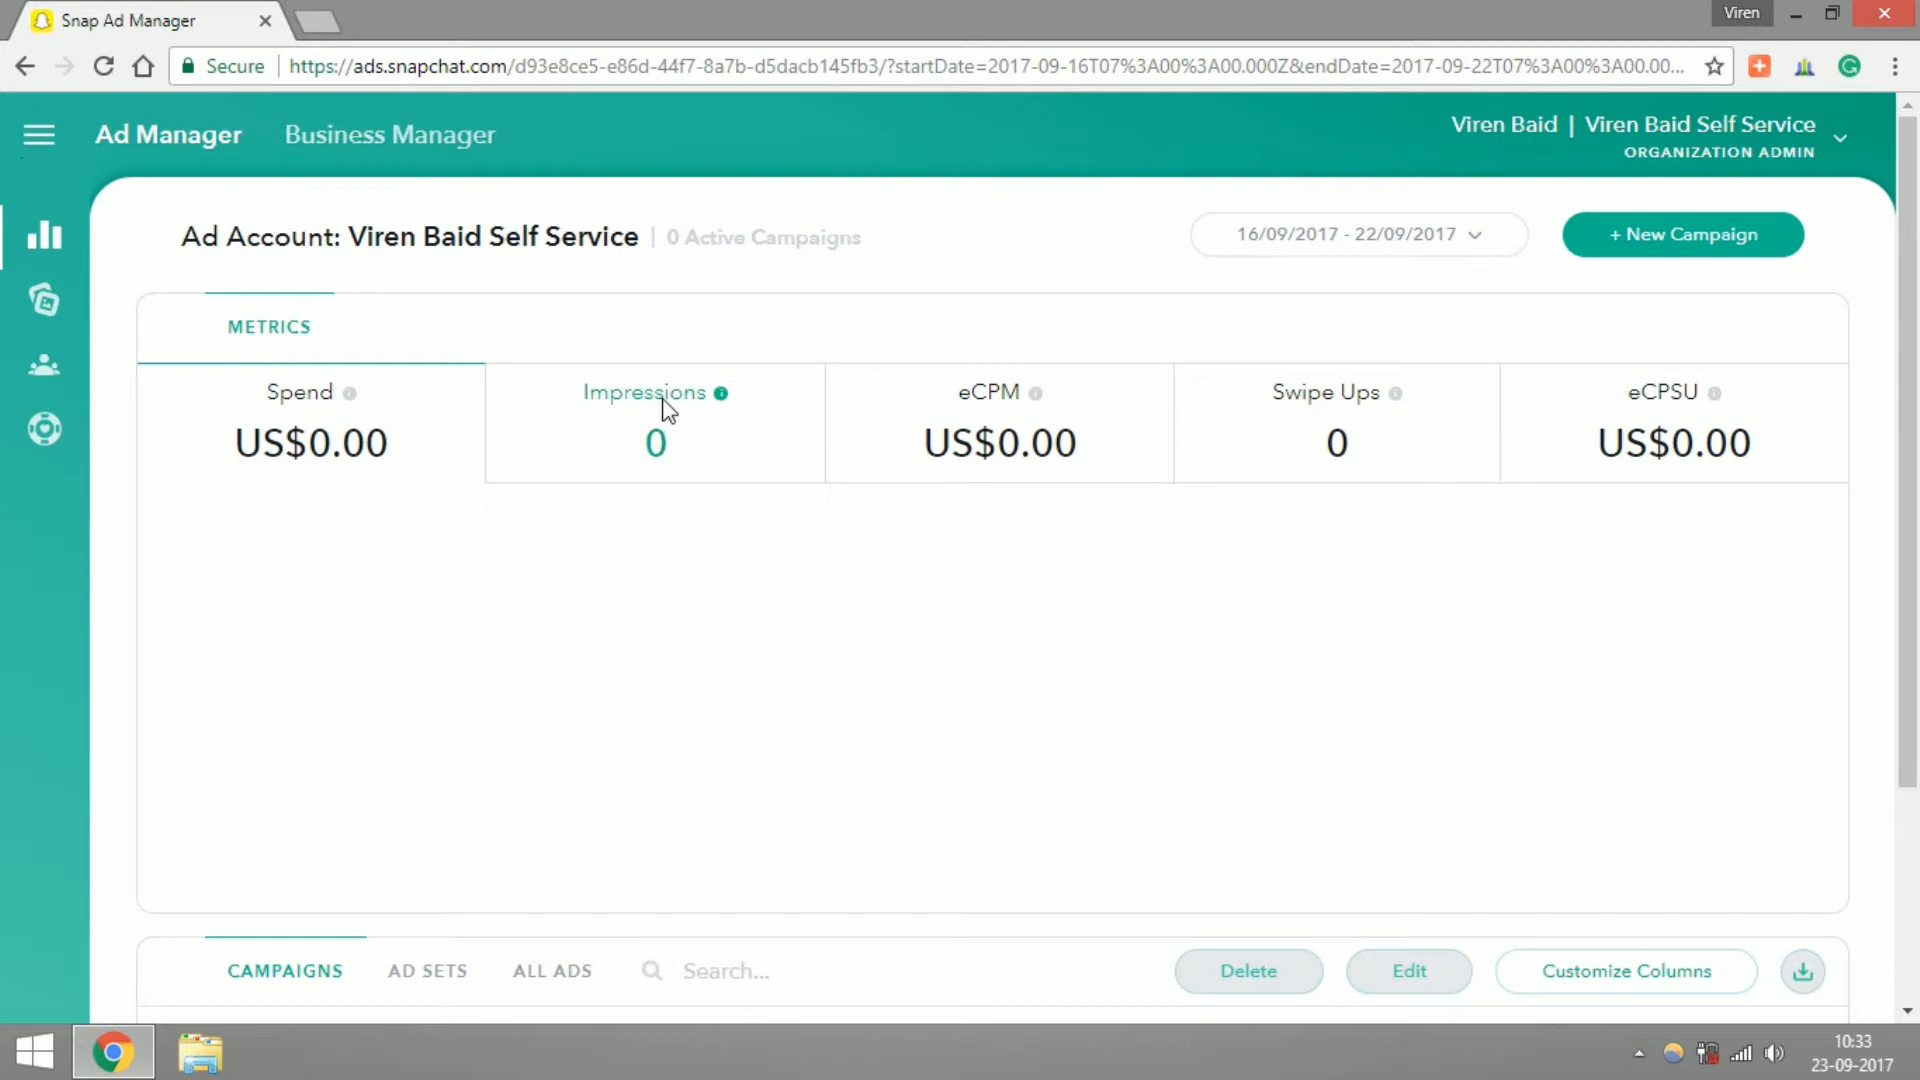 Snap Ad Manager
Viren
Secure
https://ads.snapchat.com/d93e8ce5-e86d-44f7-8a7b-d5dacb145fb3/?startDate=2017-09-16T07%3A00%3A00.000Z&endDate=2017-09-22T07%3A00%3A00.00...
Ad Manager
Business Manager
Viren Baid | Viren Baid Self Service
ORGANIZATION ADMIN
Ad Account: Viren Baid Self Service | 0 Active Campaigns
16/09/2017 - 22/09/2017
+ New Campaign
METRICS
Spend
US$0.00
Impressions
0
eCPM
US$0.00
Swipe Ups
0
eCPSU
US$0.00
CAMPAIGNS
AD SETS
ALL ADS
Search...
Delete
Edit
Customize Columns
10:33
23-09-2017